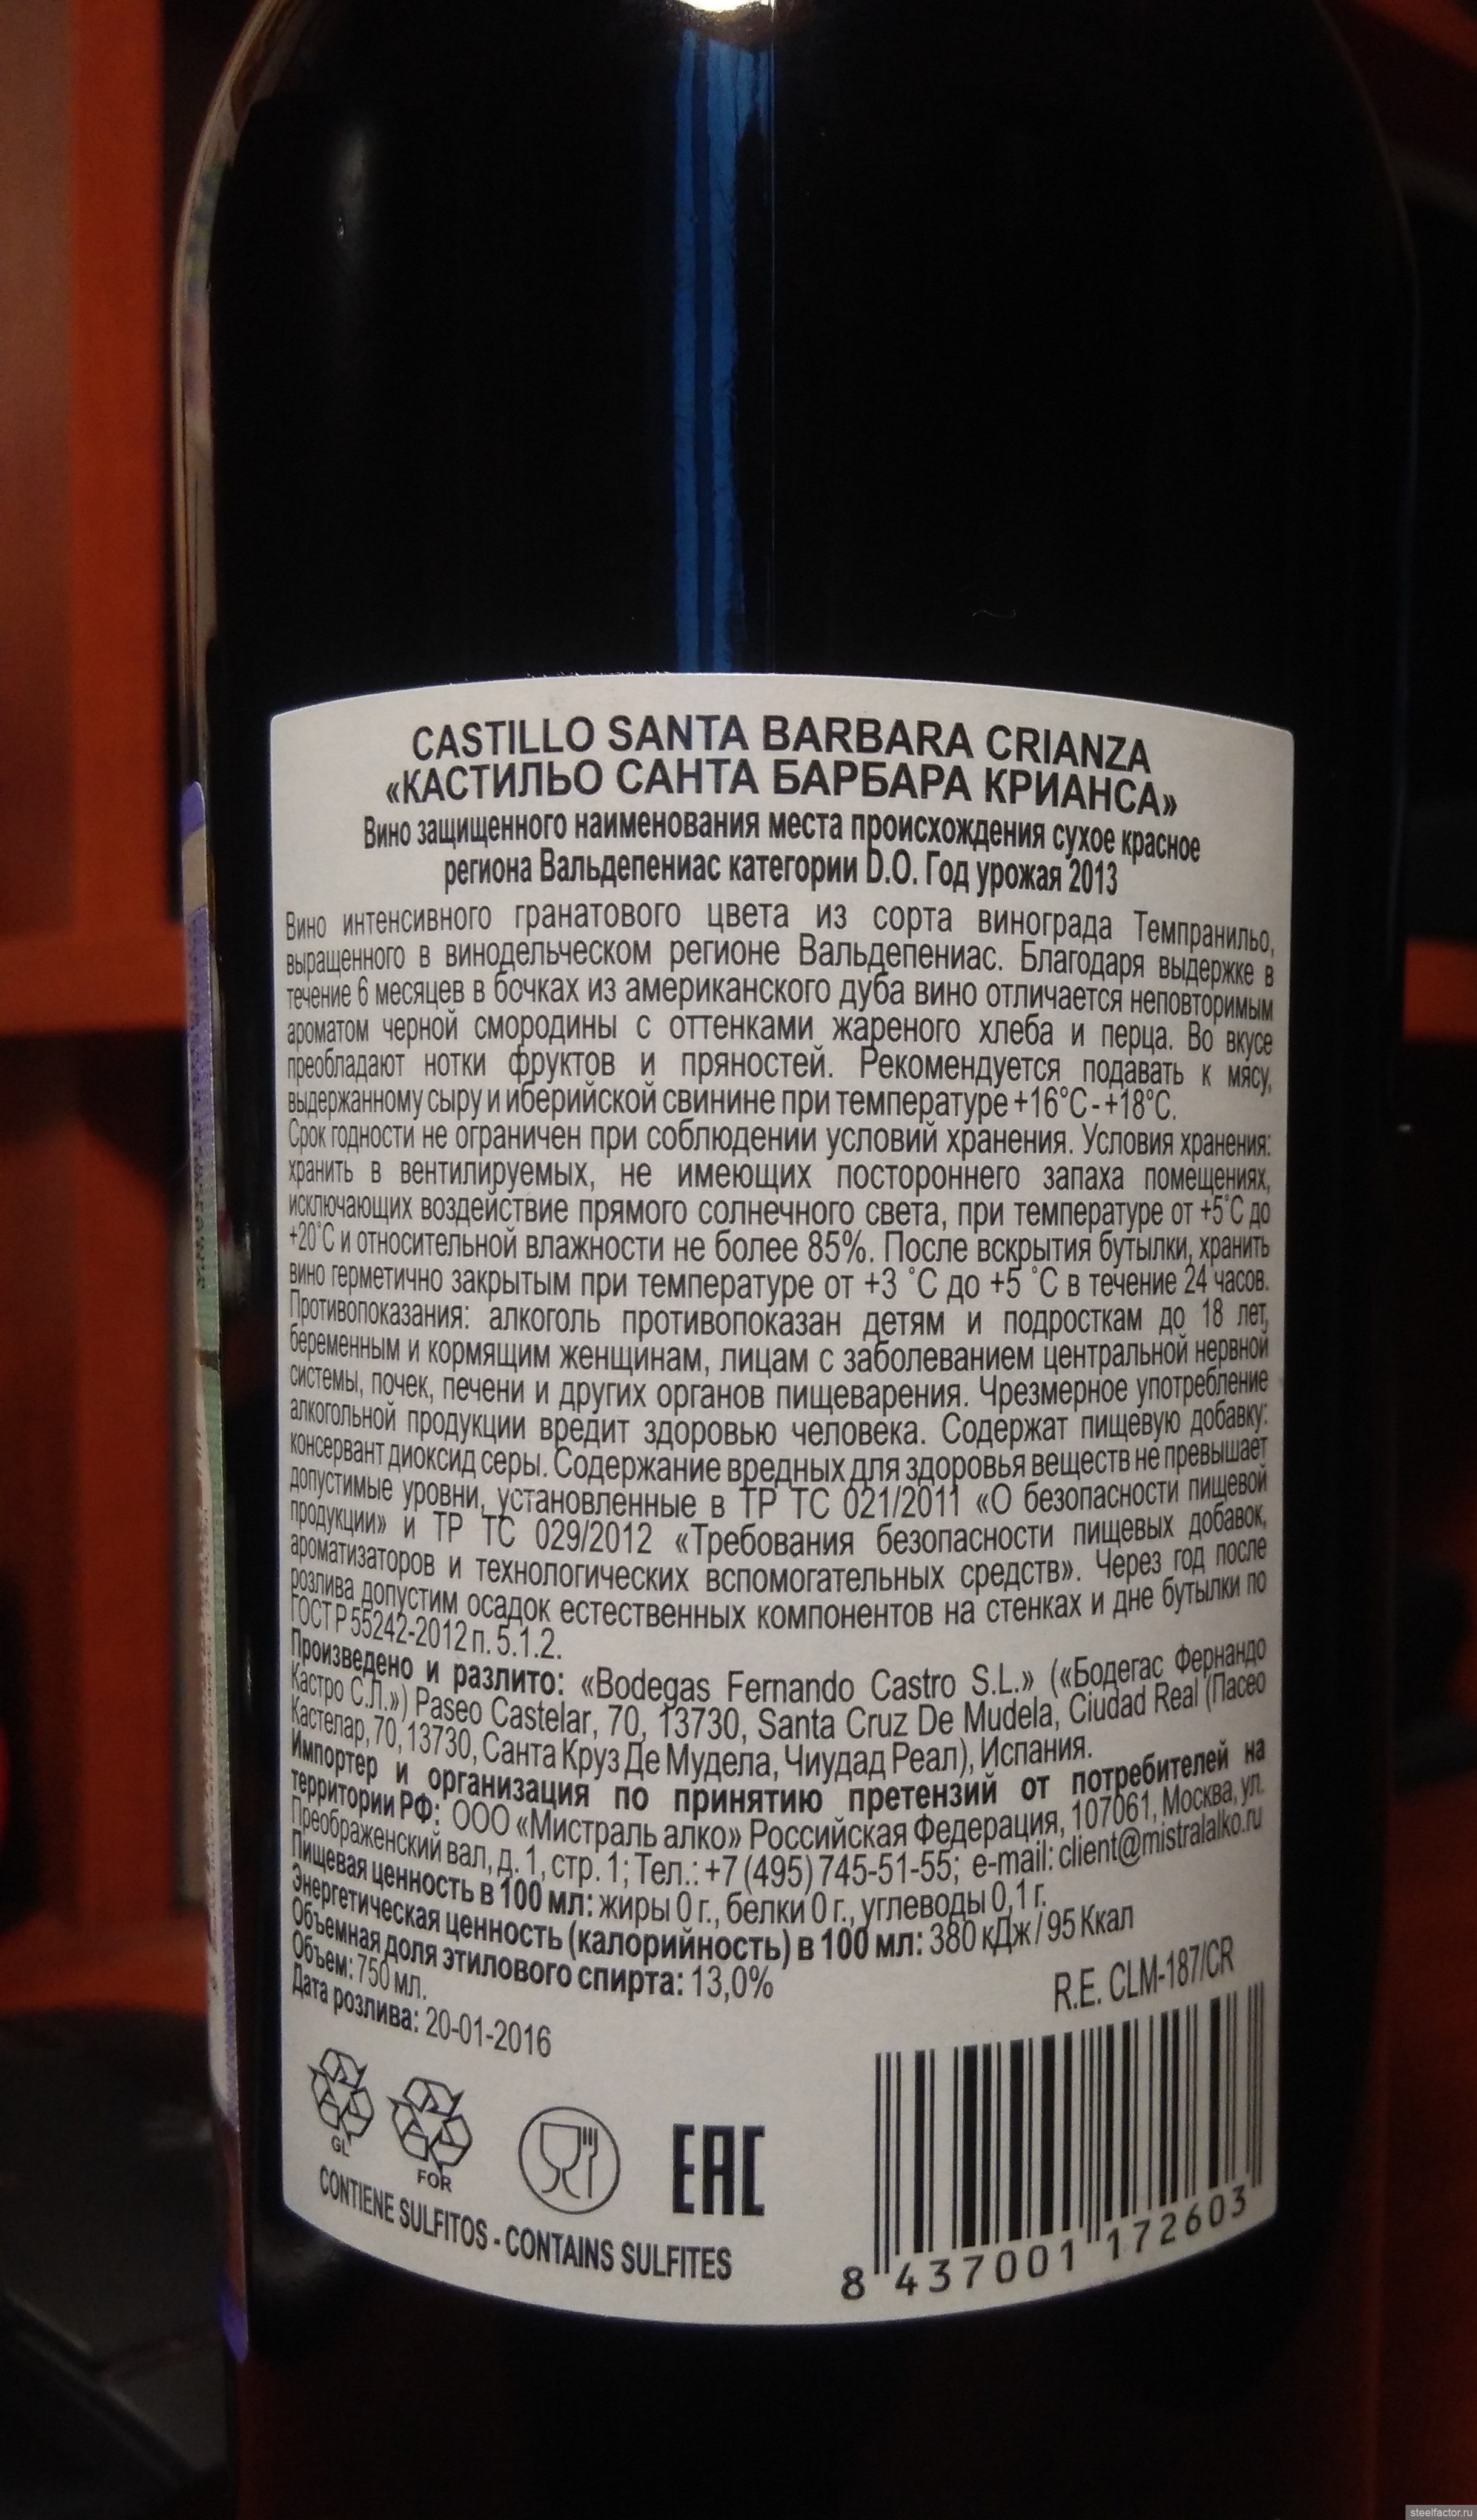 CASTILLO SANTA BARBARA CRIANZA
«КАСТИЛЬО САНТА БАРБАРА КРИАНСА»
Вино защищенного наименования места происхождения сухое красное
региона Вальдепениас категории D.O. Год урожая 2013
Вино интенсивного гранатового цвета из сорта винограда Темпранильо,
выращенного в винодельческом регионе Вальдепениас. Благодаря выдержке в
течение 6 месяцев в бочках из американского дуба вино отличается неповторимым
ароматом черной смородины с оттенками жареного хлеба и перца. Во вкусе
преобладают нотки фруктов и пряностей. Рекомендуется подавать к мясу,
выдержанному сыру и иберийской свинине при температуре +16°С - +18°С.
Срок годности не ограничен при соблюдении условий хранения. Условия хранения:
хранить в вентилируемых, не имеющих постороннего запаха помещениях,
исключающих воздействие прямого солнечного света, при температуре от +5°С до
+20°С и относительной влажности не более 85%. После вскрытия бутылки, хранить
вино герметично закрытым при температуре от +3 °С до +5 °С в течение 24 часов.
Противопоказания: алкоголь противопоказан детям и подросткам до 18 лет,
беременным и кормящим женщинам, лицам с заболеванием центральной нервной
системы, почек, печени и других органов пищеварения. Чрезмерное употребление
алкогольной продукции вредит здоровью человека. Содержат пищевую добавку:
консервант диоксид серы. Содержание вредных для здоровья веществ не превышает
допустимые уровни, установленные в ТР ТС 021/2011 «О безопасности пищевой
продукции» и ТР ТС 029/2012 «Требования безопасности пищевых добавок,
ароматизаторов и технологических вспомогательных средств». Через год после
розлива допустим осадок естественных компонентов на стенках и дне бутылки по
ГОСТ Р 55242-2012 п. 5.1.2.
Произведено и разлито: «Bodegas Fernando Castro S.L.» («Бодегас Фернандо
Кастро С.Л.») Paseo Castelar, 70, 13730, Santa Cruz De Mudela, Ciudad Real (Пасео
Кастелар, 70, 13730, Санта Круз Де Мудела, Чиудад Реал), Испания.
Импортер и организация по принятию претензий от потребителей на
территории РФ: ООО «Мистраль алко» Российская Федерация, 107061, Москва, ул.
Преображенский вал, д. 1, стр. 1; Тел.: +7 (495) 745-51-55; e-mail: client@mistralalko.ru
Пищевая ценность в 100 мл: жиры 0 г., белки 0 г., углеводы 0,1 г.
Энергетическая ценность (калорийность) в 100 мл: 380 кДж / 95 Ккал
Объемная доля этилового спирта: 13,0%
Объем: 750 мл.
Дата розлива: 20-01-2016
R.E. CLM-187/CR
GL
FOR
EAC
CONTIENE SULFITOS - CONTAINS SULFITES
8 437001 172603
steelfactor.ru